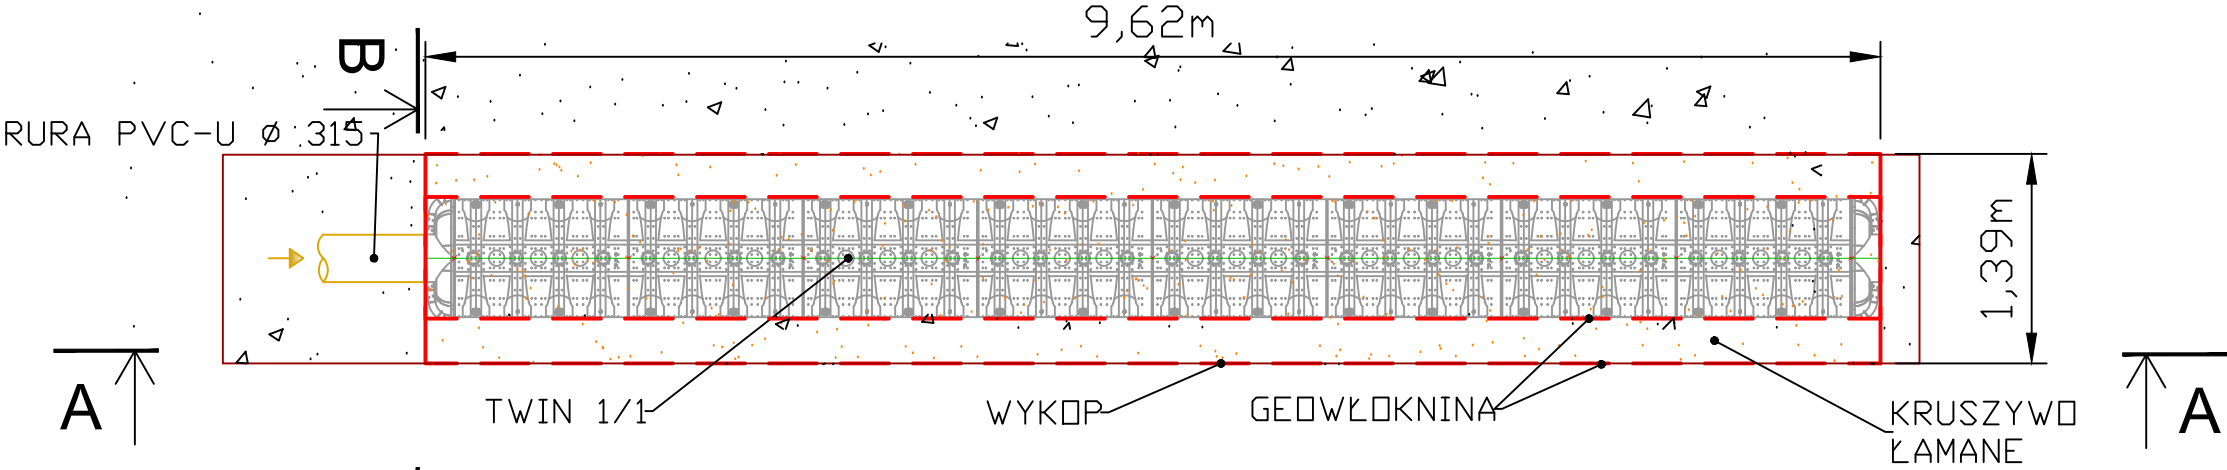 9,62m
B
RURA PVC-U ø 315
1,39m
A
TWIN 1/1
WYKOP
GEOWŁOKNINA
KRUSZYWO
ŁAMANE
A